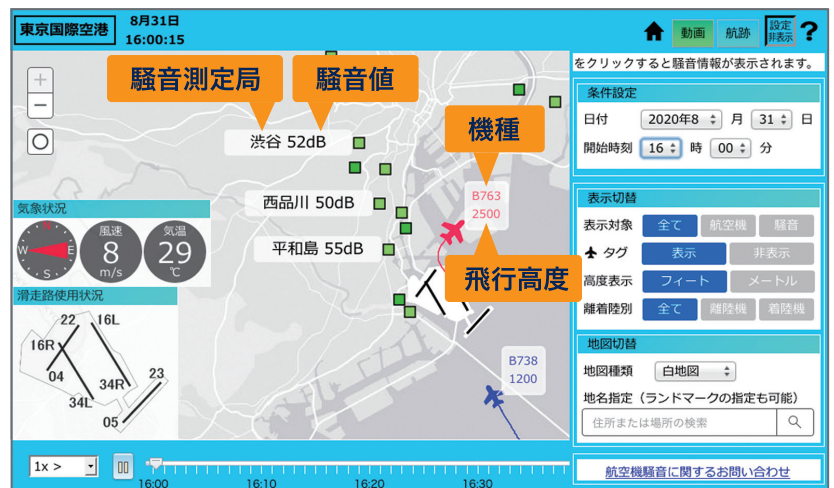 東京国際空港
8月31日
16:00:15
動画
航跡
設定
非表示
?
をクリックすると騒音情報が表示されます。
騒音測定局
騒音値
渋谷 52dB
西品川 50dB
平和島 55dB
機種
B763
2500
飛行高度
B738
1200
気象状況
N
W
E
S
風速
8
m/s
気温
29
℃
滑走路使用状況
22
16L
16R
04
34R
23
34L
05
条件設定
日付 2020年8 月 31 日
開始時刻 16 時 00 分
表示切替
表示対象 全て 航空機 騒音
タグ 表示 非表示
高度表示 フィート メートル
離着陸別 全て 離陸機 着陸機
地図切替
地図種類 白地図
地名指定（ランドマークの指定も可能）
住所または場所の検索
航空機騒音に関するお問い合わせ
1x >
16:00 16:10 16:20 16:30